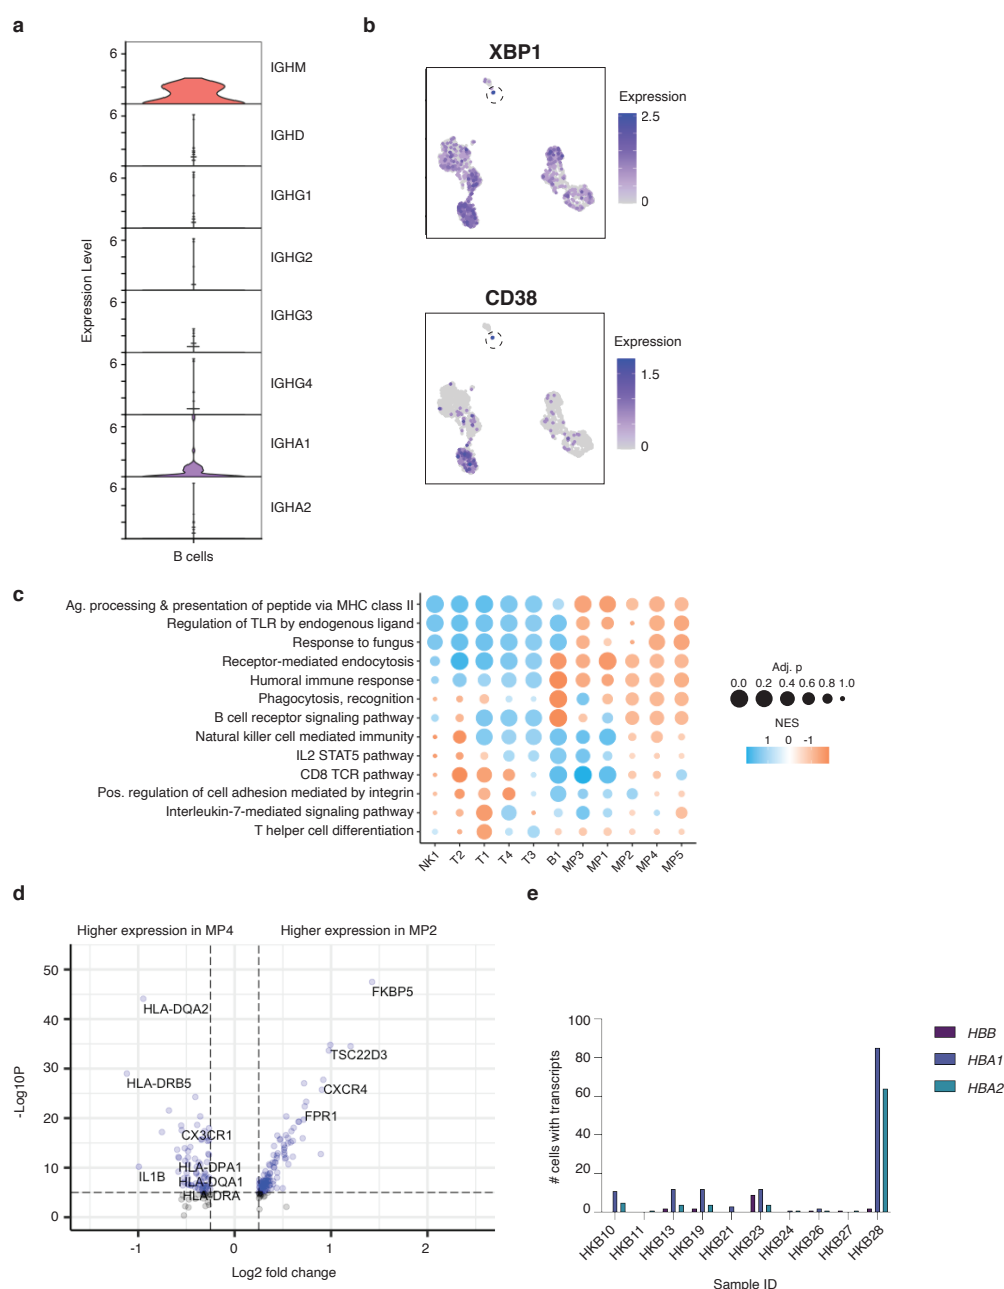 a
Expression Level
6
IGHM
6
IGHD
6
IGHG1
6
IGHG2
6
IGHG3
6
IGHG4
6
IGHA1
6
IGHA2
B cells
b
XBP1
Expression
2.5
0
CD38
Expression
1.5
0
c
Ag. processing & presentation of peptide via MHC class II
Regulation of TLR by endogenous ligand
Response to fungus
Receptor-mediated endocytosis
Humoral immune response
Phagocytosis, recognition
B cell receptor signaling pathway
Natural killer cell mediated immunity
IL2 STAT5 pathway
CD8 TCR pathway
Pos. regulation of cell adhesion mediated by integrin
Interleukin-7-mediated signaling pathway
T helper cell differentiation
NK1 T2 T1 T4 T3 B1 MP3 MP1 MP2 MP4 MP5
Adj. p
0.0 0.2 0.4 0.6 0.8 1.0
NES
1 0 -1
d
Higher expression in MP4 Higher expression in MP2
-Log10P
50
40
30
20
10
0
FKBP5
HLA-DQA2
TSC22D3
HLA-DRB5
CXCR4
FPR1
CX3CR1
HLA-DPA1
IL1B
HLA-DQA1
HLA-DRA
-1 0 1 2
Log2 fold change
e
# cells with transcripts
100
80
60
40
20
0
HKB10 HKB11 HKB13 HKB19 HKB21 HKB23 HKB24 HKB26 HKB27 HKB28
Sample ID
HBB
HBA1
HBA2